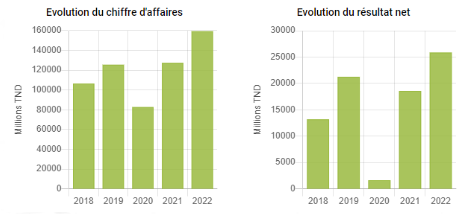 Evolution du chiffre d'affaires
Millions TND
160000
140000
120000
100000
80000
60000
40000
20000
0
2018 2019 2020 2021 2022
Evolution du résultat net
Millions TND
30000
25000
20000
15000
10000
5000
0
2018 2019 2020 2021 2022